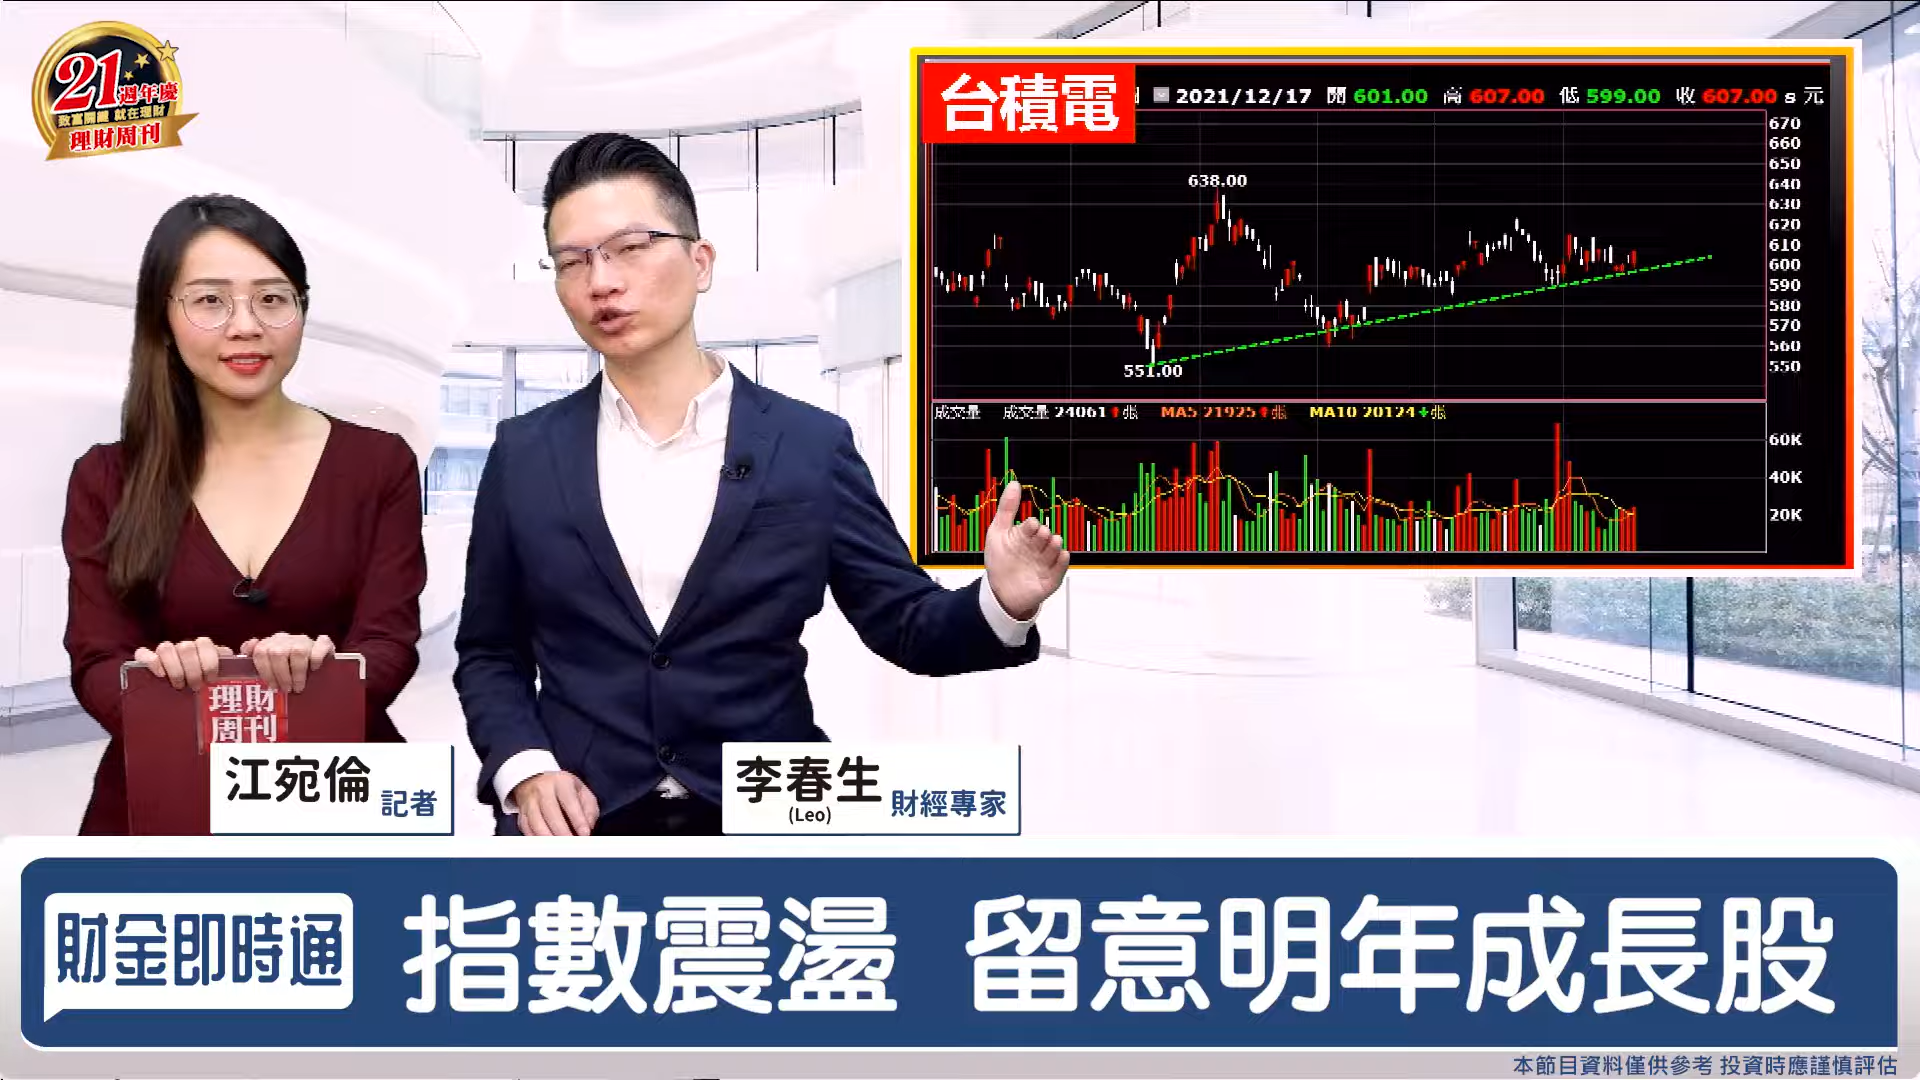 21週年慶
致富關鍵 就在理財
理財周刊
台積電
2021/12/17 開 601.00 高 607.00 低 599.00 收 607.00 s 元
670
660
650
640
630
620
610
600
590
580
570
560
550
638.00
551.00
成交量 成交量 24061↑張 MA5 21925↑張 MA10 20124↓張
60K
40K
20K
理財
周刊
江宛倫 記者
李春生 財經專家
(Leo)
財金即時通
指數震盪 留意明年成長股
本節目資料僅供參考 投資時應謹慎評估